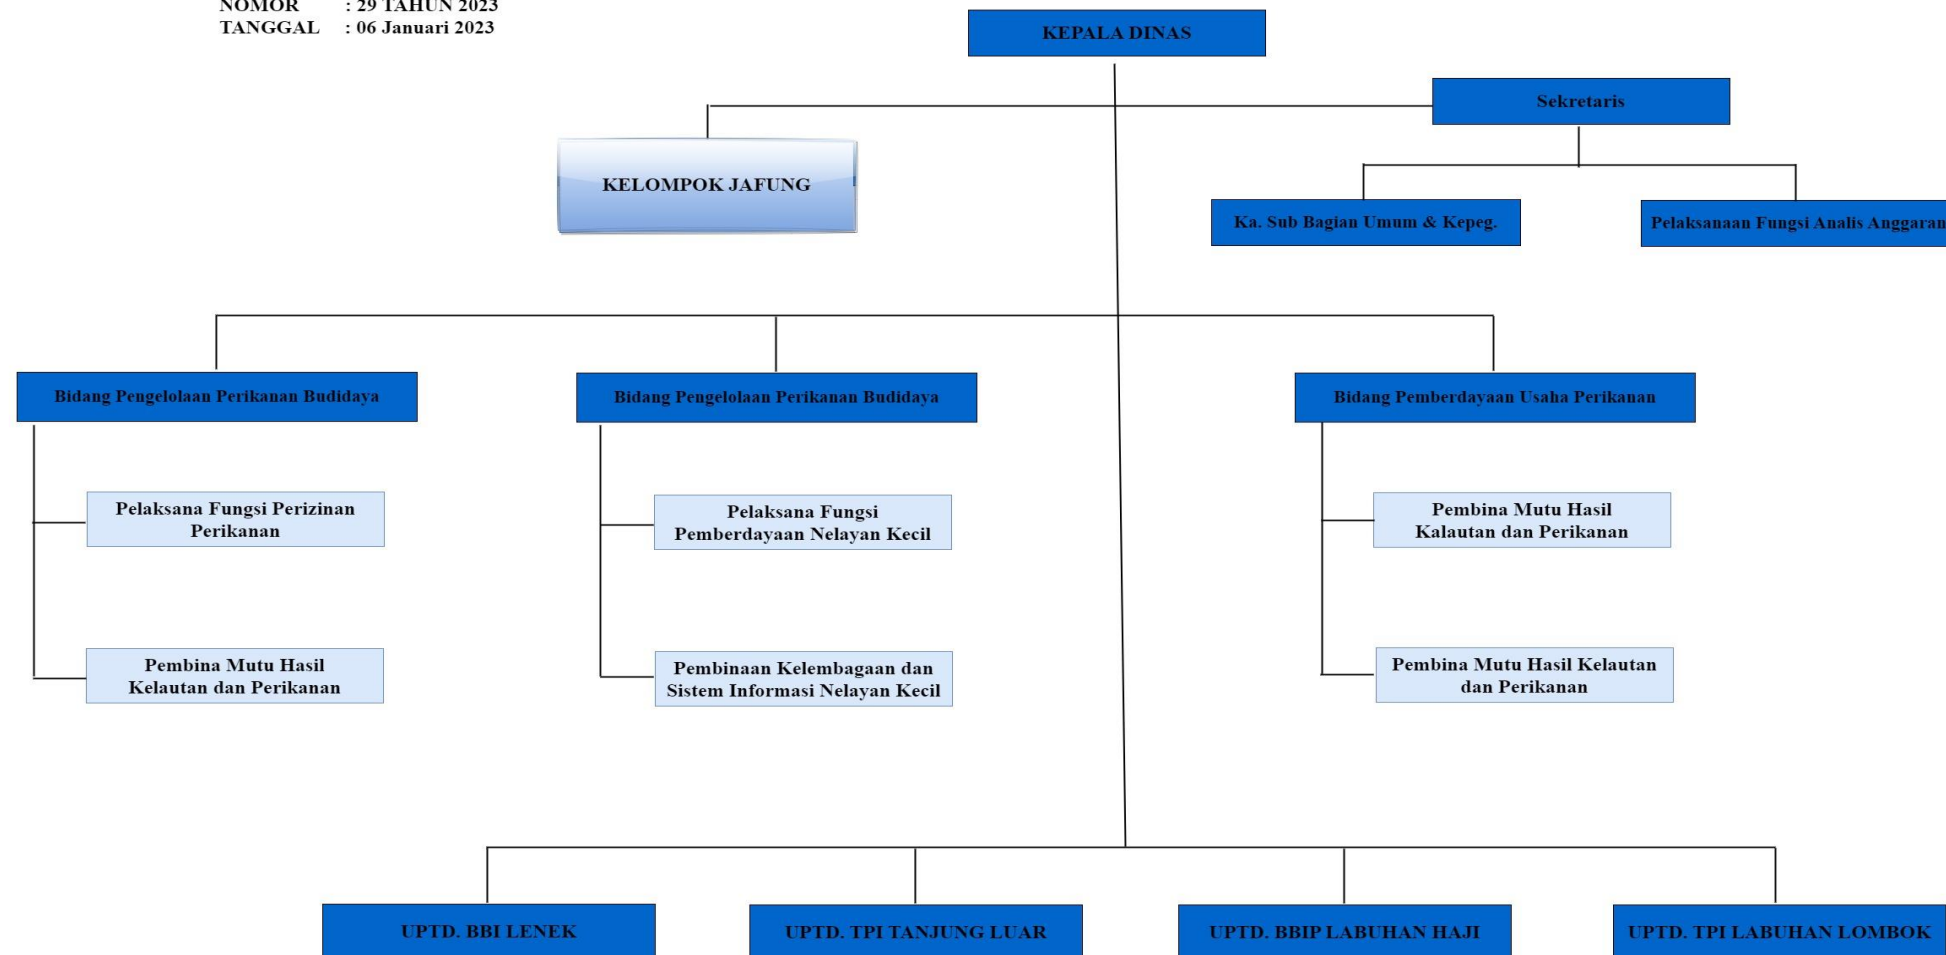 NOMOR : 29 TAHUN 2023
TANGGAL : 06 Januari 2023
KEPALA DINAS
Sekretaris
KELOMPOK JAFUNG
Ka. Sub Bagian Umum & Kepeg.
Pelaksanaan Fungsi Analis Anggaran
Bidang Pengelolaan Perikanan Budidaya
Bidang Pengelolaan Perikanan Budidaya
Bidang Pemberdayaan Usaha Perikanan
Pelaksana Fungsi Perizinan
Perikanan
Pelaksana Fungsi
Pemberdayaan Nelayan Kecil
Pembina Mutu Hasil
Kalautan dan Perikanan
Pembina Mutu Hasil
Kelautan dan Perikanan
Pembinaan Kelembagaan dan
Sistem Informasi Nelayan Kecil
Pembina Mutu Hasil Kelautan
dan Perikanan
UPTD. BBI LENEK
UPTD. TPI TANJUNG LUAR
UPTD. BBIP LABUHAN HAJI
UPTD. TPI LABUHAN LOMBOK